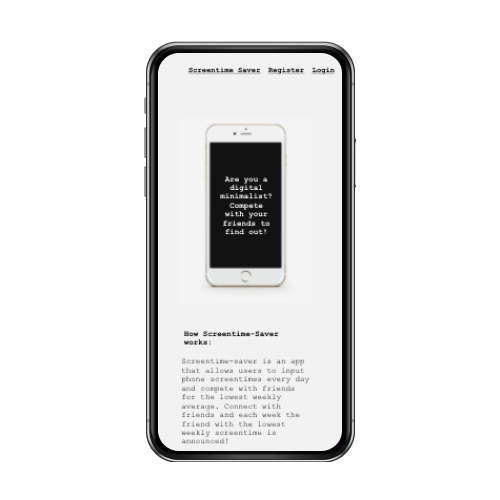 Screentime Saver Register Login
Are you a
digital
minimalist?
Compete
with your
friends to
find out!
How Screentime-Saver
works:
Screentime-saver is an app
that allows users to input
phone screentimes every day
and compete with friends
for the lowest weekly
average. Connect with
friends and each week the
friend with the lowest
weekly screentime is
announced!